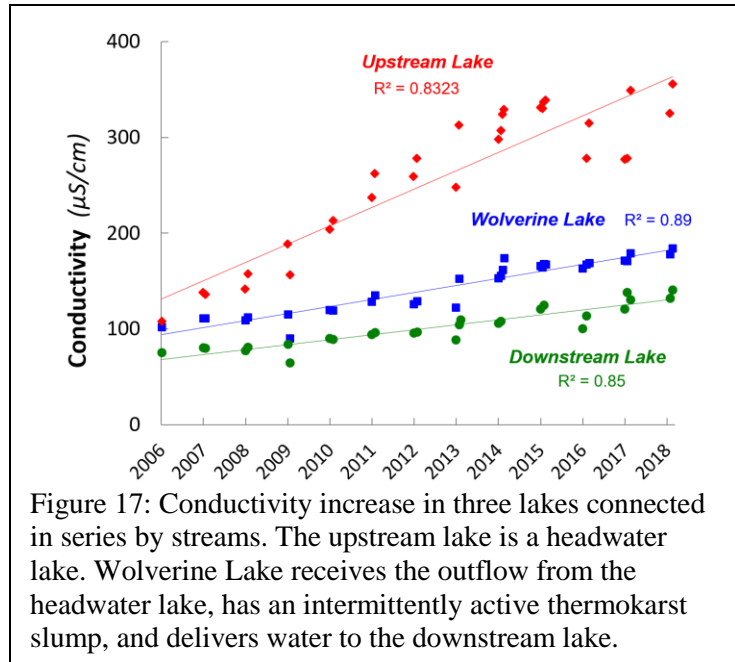 400
300
200
100
0
Conductivity (µS/cm)
Upstream Lake
R² = 0.8323
Wolverine Lake R² = 0.89
Downstream Lake
R² = 0.85
2006 2007 2008 2009 2010 2011 2012 2013 2014 2015 2016 2017 2018
Figure 17: Conductivity increase in three lakes connected
in series by streams. The upstream lake is a headwater
lake. Wolverine Lake receives the outflow from the
headwater lake, has an intermittently active thermokarst
slump, and delivers water to the downstream lake.